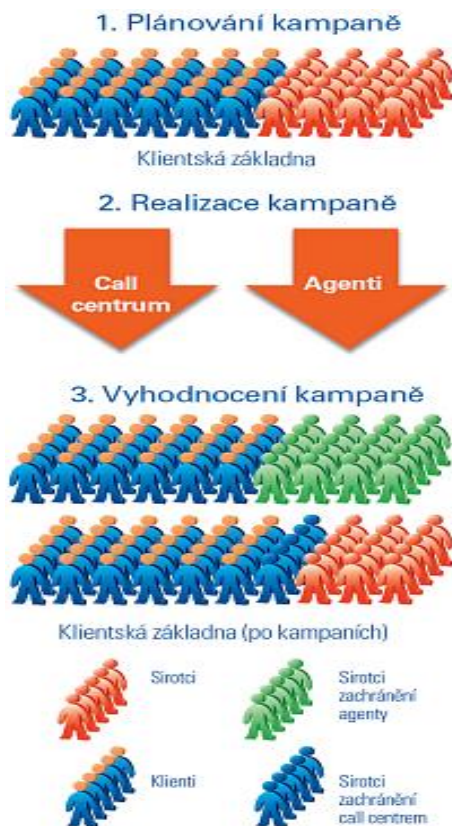 1. Plánování kampaně
Klientská základna
2. Realizace kampaně
Call
centrum
Agenti
3. Vyhodnocení kampaně
Klientská základna (po kampaních)
Sirotci
Sirotci
zachránění
agenty
Klienti
Sirotci
zachránění
call centrem